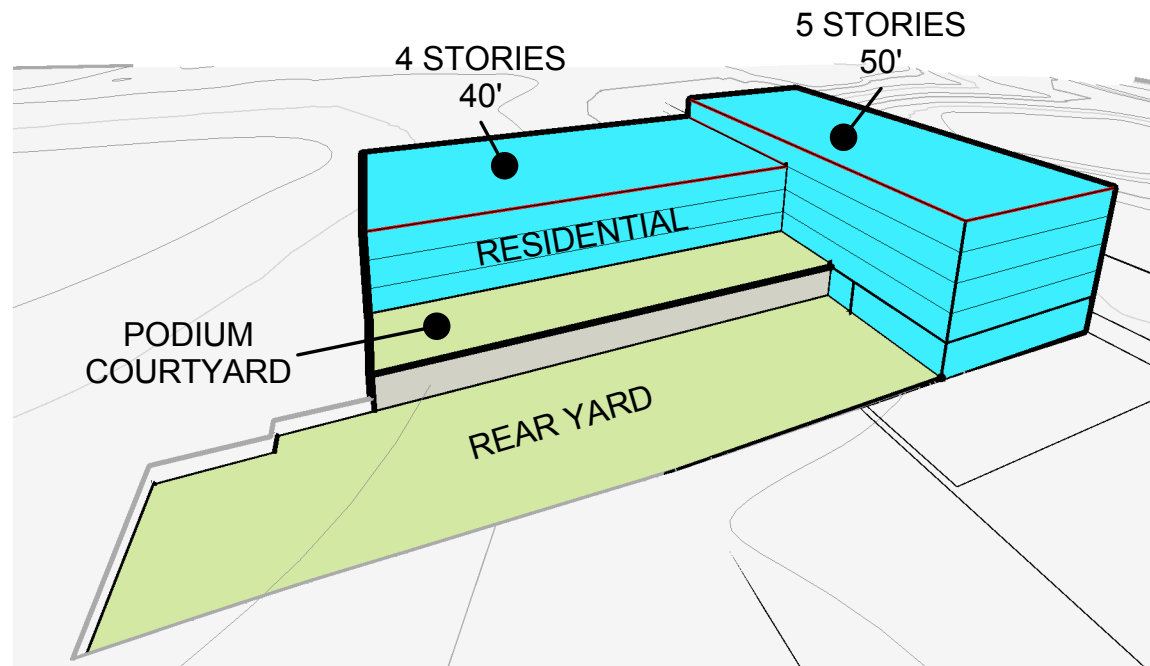 5 STORIES
50'
4 STORIES
40'
RESIDENTIAL
PODIUM
COURTYARD
REAR YARD